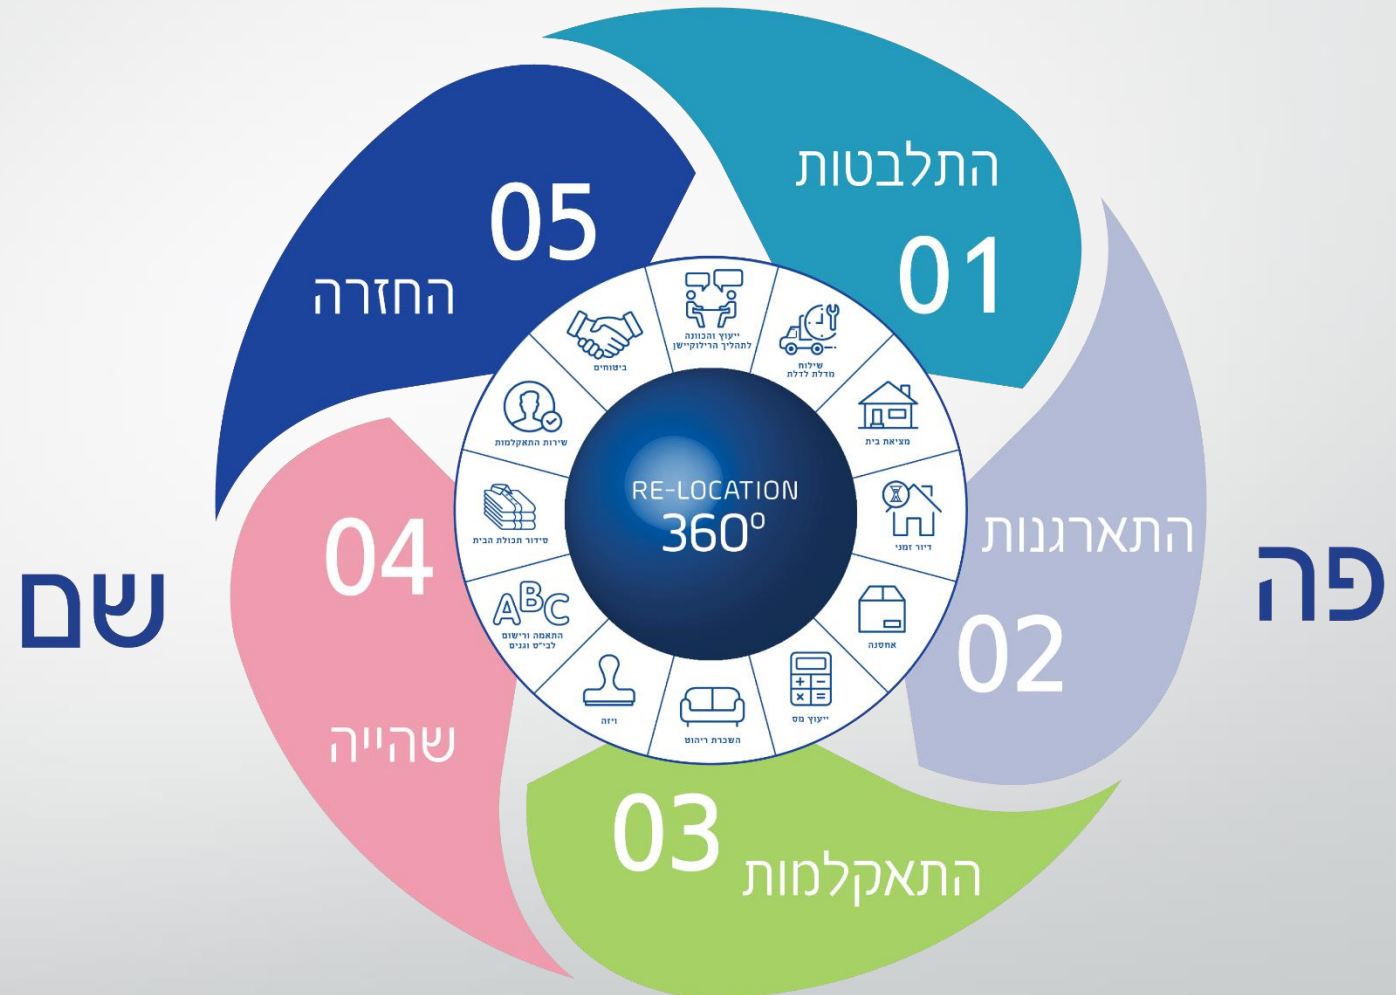 התלבטות
01
התארגנות
02
03
התאקלמות
04
שהייה
05
החזרה
פה
שם
RE-LOCATION
360°
ייעוץ והכוונה
לתהליך הרילוקיישן
שילוח
מדלת לדלת
מציאת בית
דיור זמני
אחסנה
ייעוץ מס
השכרת ריהוט
ויזה
ABC
התאמה ורישום
לבי"ס וגנים
סידור תכולת הבית
שירות התאקלמות
ביטוחים